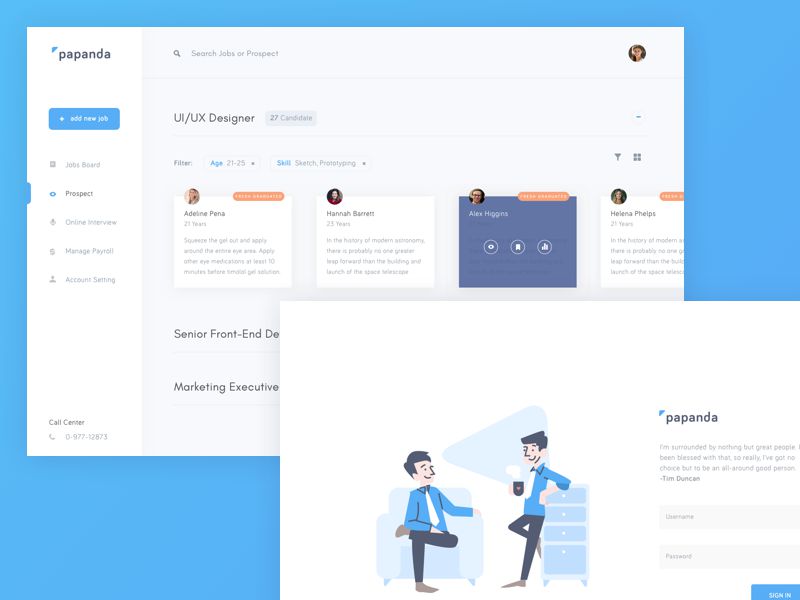 papanda
Search Jobs or Prospect
+ add new job
Jobs Board
Prospect
Online Interview
Manage Payroll
Account Setting
Call Center
0-977-12873
UI/UX Designer
27 Candidate
Filter:
Age 21-25 ×
Skill Sketch, Prototyping ×
FRESH GRADUATED
Adeline Pena
21 Years
Squeeze the gel out and apply
around the entire eye area. Apply
other eye medications at least 10
minutes before timolol gel solution.
Hannah Barrett
23 Years
In the history of modern astronomy,
there is probably no one greater
leap forward than the building and
launch of the space telescope
FRESH GRADUATED
Alex Higgins
FRESH GRADUATED
Helena Phelps
21 Years
In the history of modern
there is probably no one
leap forward than the bu
launch of the space tele
Senior Front-End De
Marketing Executive
papanda
I'm surrounded by nothing but great people. I
been blessed with that, so really, I've got no
choice but to be an all-around good person.
-Tim Duncan
Username
Password
SIGN IN